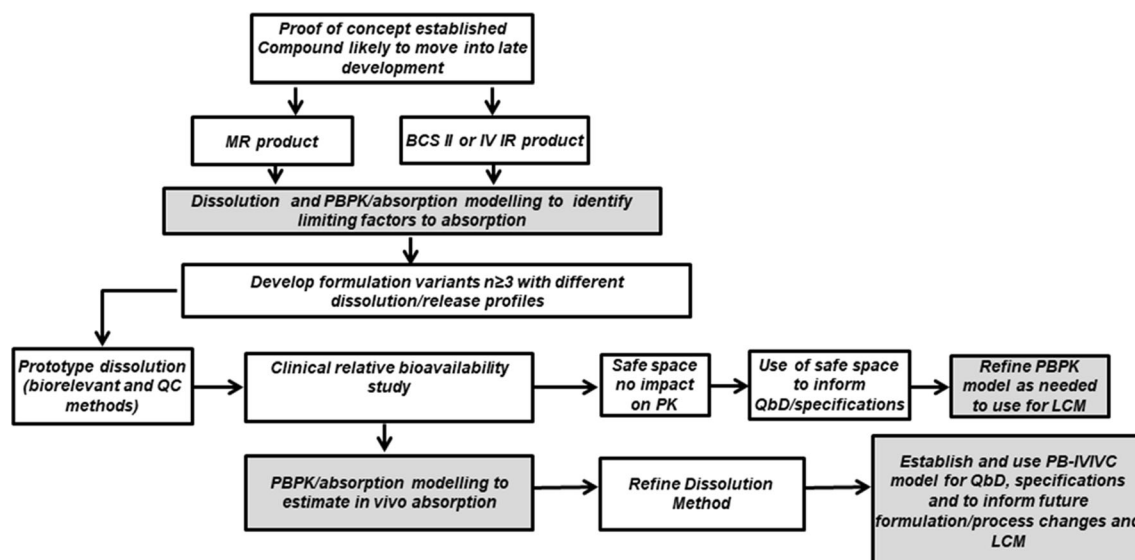 Proof of concept established
Compound likely to move into late
development
MR product
BCS II or IV IR product
Dissolution and PBPK/absorption modelling to identify
limiting factors to absorption
Develop formulation variants n≥3 with different
dissolution/release profiles
Prototype dissolution
(biorelevant and QC
methods)
Clinical relative bioavailability
study
Safe space
no impact
on PK
Use of safe space
to inform
QbD/specifications
Refine PBPK
model as needed
to use for LCM
PBPK/absorption modelling to
estimate in vivo absorption
Refine Dissolution
Method
Establish and use PB-IVIVC
model for QbD, specifications
and to inform future
formulation/process changes and
LCM